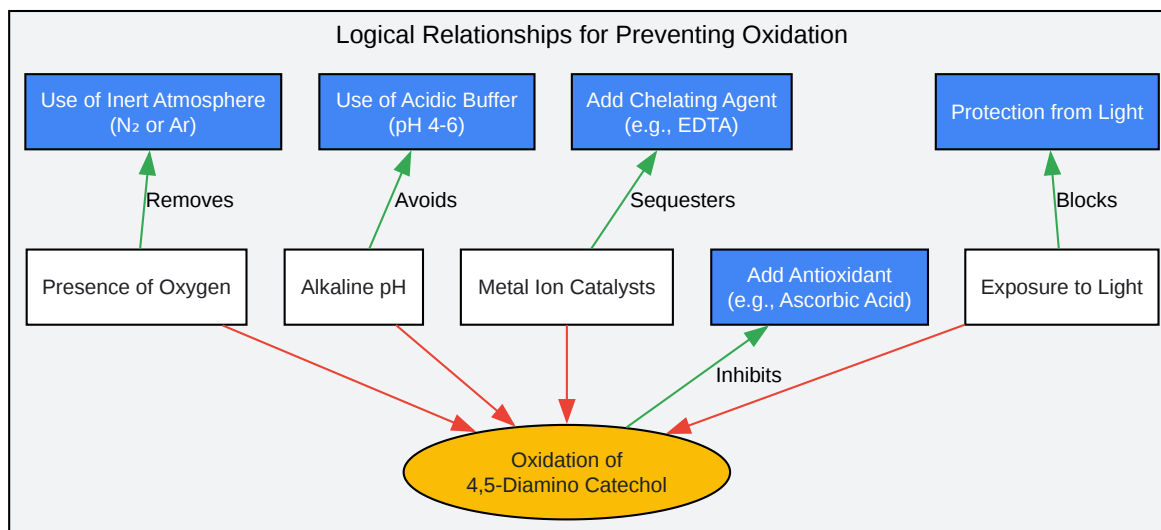 Logical Relationships for Preventing Oxidation
Use of Inert Atmosphere
(N₂ or Ar)
Use of Acidic Buffer
(pH 4-6)
Add Chelating Agent
(e.g., EDTA)
Protection from Light
Removes
Avoids
Sequesters
Blocks
Presence of Oxygen
Alkaline pH
Metal Ion Catalysts
Add Antioxidant
(e.g., Ascorbic Acid)
Exposure to Light
Inhibits
Oxidation of
4,5-Diamino Catechol